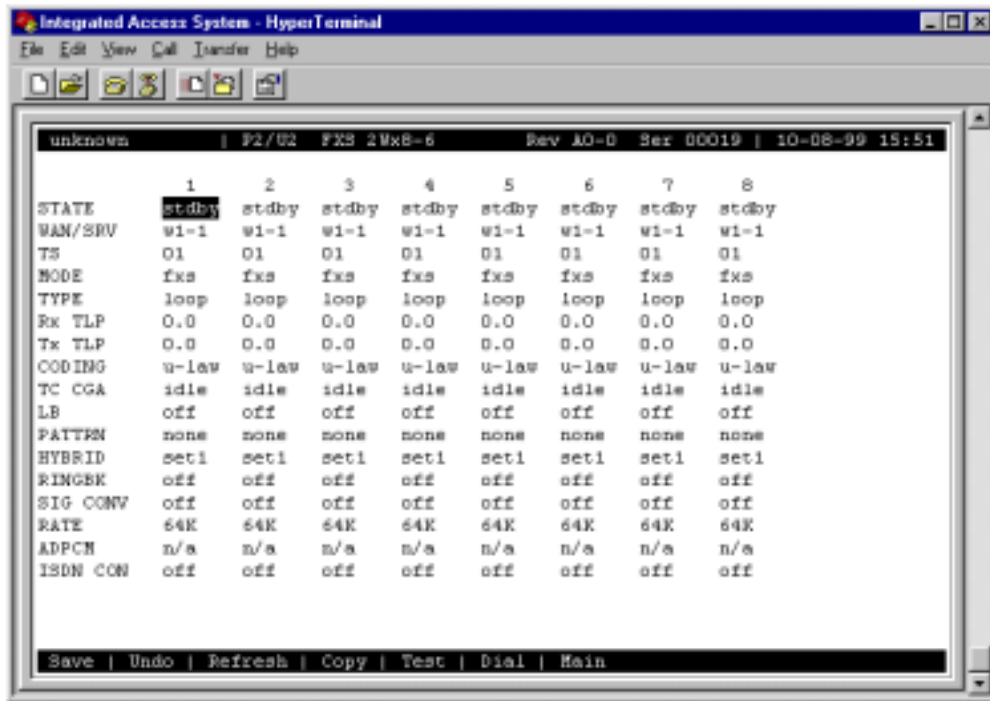 Integrated Access System - HyperTerminal
File Edit View Call Transfer Help
unknown | P2/U2 FXS 2Wx8-6 Rev A0-0 Ser 00019 | 10-08-99 15:51
1 2 3 4 5 6 7 8
STATE stdby stdby stdby stdby stdby stdby stdby stdby
WAN/SRV w1-1 w1-1 w1-1 w1-1 w1-1 w1-1 w1-1 w1-1
TS 01 01 01 01 01 01 01 01
MODE fxs fxs fxs fxs fxs fxs fxs fxs
TYPE loop loop loop loop loop loop loop loop
Rx TLP 0.0 0.0 0.0 0.0 0.0 0.0 0.0 0.0
Tx TLP 0.0 0.0 0.0 0.0 0.0 0.0 0.0 0.0
CODING u-law u-law u-law u-law u-law u-law u-law u-law
TC CGA idle idle idle idle idle idle idle idle
LB off off off off off off off off
PATTRN none none none none none none none none
HYBRID set1 set1 set1 set1 set1 set1 set1 set1
RINGBK off off off off off off off off
SIG CONV off off off off off off off off
RATE 64K 64K 64K 64K 64K 64K 64K 64K
ADPCM n/a n/a n/a n/a n/a n/a n/a n/a
ISDN CON off off off off off off off off
Save | Undo | Refresh | Copy | Test | Dial | Main